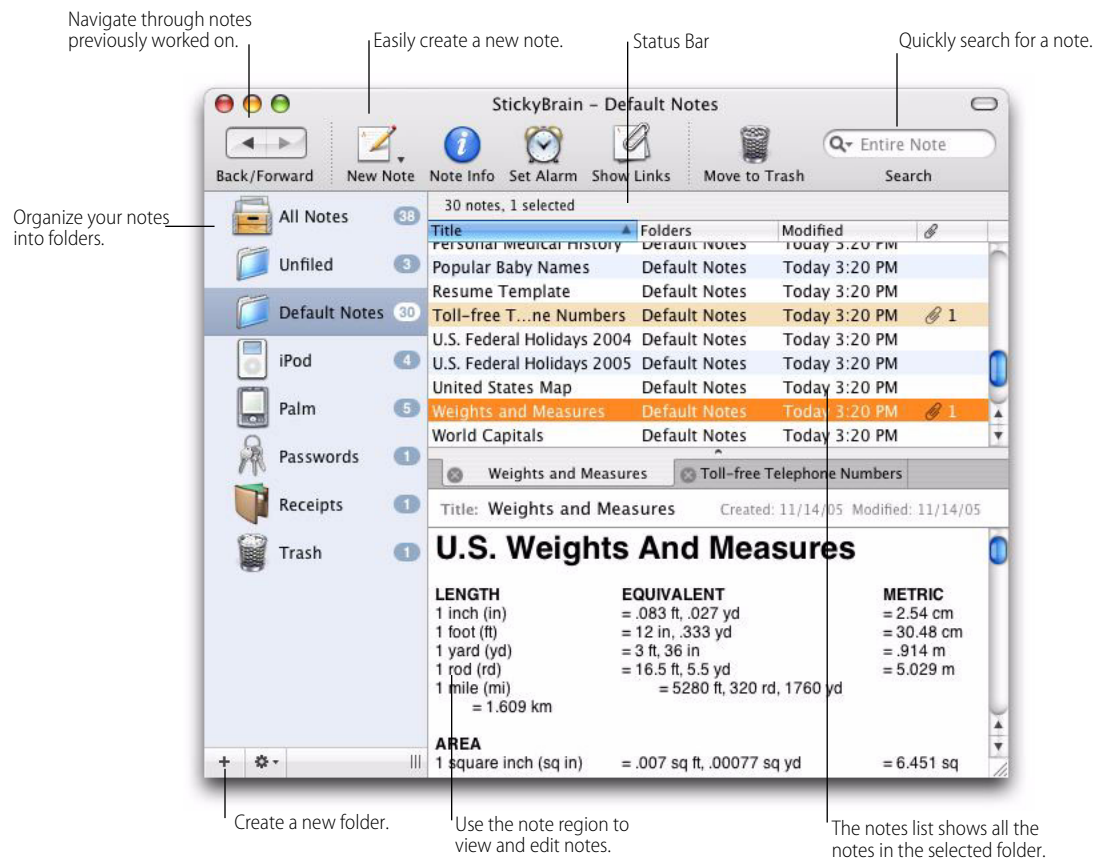 Navigate through notes
previously worked on.
Easily create a new note.
Status Bar
Quickly search for a note.
StickyBrain – Default Notes
Entire Note
Back/Forward New Note Note Info Set Alarm Show Links Move to Trash Search
Organize your notes
into folders.
All Notes 38
Unfiled 3
Default Notes 30
iPod 4
Palm 5
Passwords 1
Receipts 1
Trash 1
30 notes, 1 selected
Title Folders Modified
Personal Medical History Default Notes Today 3:20 PM
Popular Baby Names Default Notes Today 3:20 PM
Resume Template Default Notes Today 3:20 PM
Toll-free T...ne Numbers Default Notes Today 3:20 PM 1
U.S. Federal Holidays 2004 Default Notes Today 3:20 PM
U.S. Federal Holidays 2005 Default Notes Today 3:20 PM
United States Map Default Notes Today 3:20 PM
Weights and Measures Default Notes Today 3:20 PM 1
World Capitals Default Notes Today 3:20 PM
Weights and Measures Toll-free Telephone Numbers
Title: Weights and Measures Created: 11/14/05 Modified: 11/14/05
U.S. Weights And Measures
LENGTH EQUIVALENT METRIC
1 inch (in) = .083 ft, .027 yd = 2.54 cm
1 foot (ft) = 12 in, .333 yd = 30.48 cm
1 yard (yd) = 3 ft, 36 in = .914 m
1 rod (rd) = 16.5 ft, 5.5 yd = 5.029 m
1 mile (mi) = 5280 ft, 320 rd, 1760 yd
= 1.609 km
AREA
1 square inch (sq in) = .007 sq ft, .00077 sq yd = 6.451 sq
Create a new folder.
Use the note region to
view and edit notes.
The notes list shows all the
notes in the selected folder.